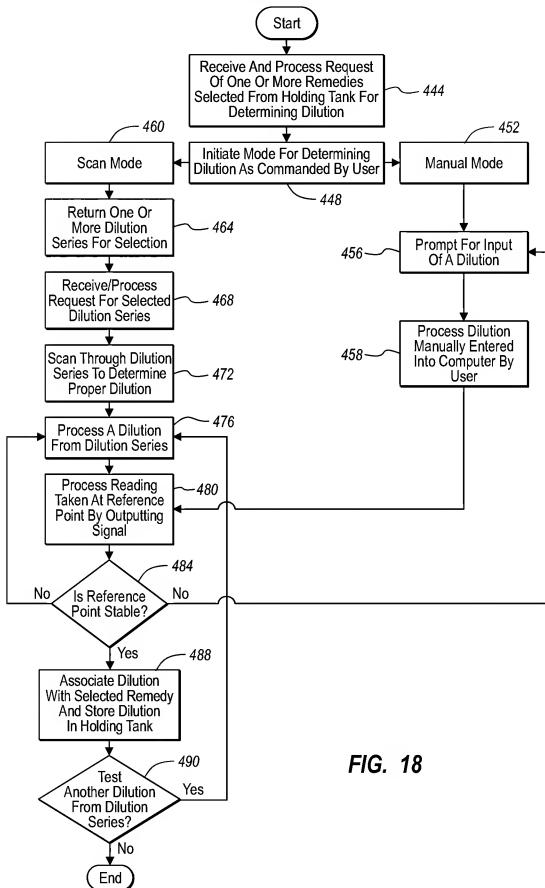 Start
Receive And Process Request
Of One Or More Remedies
Selected From Holding Tank For
Determining Dilution
444
460
452
Scan Mode
Initiate Mode For Determining
Dilution As Commanded By User
Manual Mode
448
Return One Or
More Dilution
Series For Selection
464
456
Prompt For Input
Of A Dilution
Receive/Process
Request For Selected
Dilution Series
468
458
Process Dilution
Manually Entered
Into Computer By
User
Scan Through Dilution
Series To Determine
Proper Dilution
472
476
Process A Dilution
From Dilution Series
Process Reading
Taken At Reference
Point By Outputting
Signal
480
484
No
Is Reference
Point Stable?
No
Yes
488
Associate Dilution
With Selected Remedy
And Store Dilution
In Holding Tank
490
Test
Another Dilution
From Dilution
Series?
Yes
No
End
FIG. 18